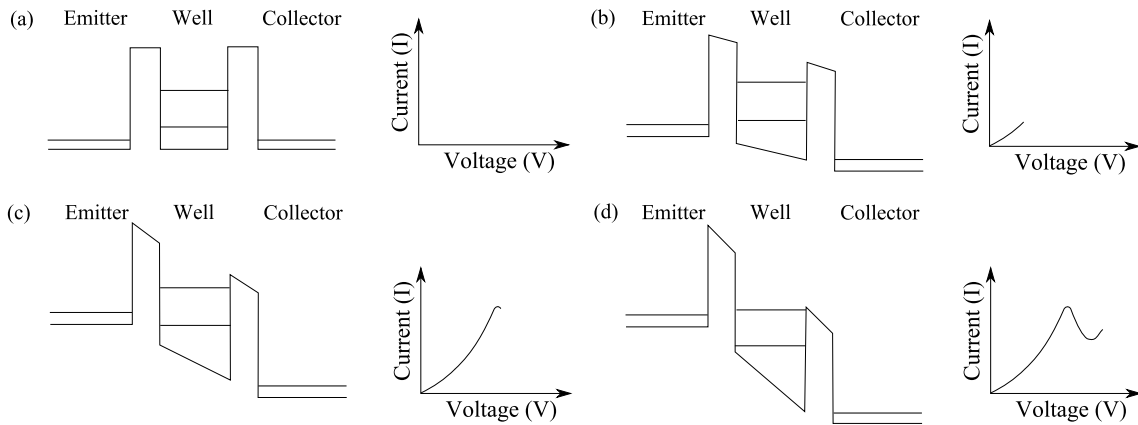 (a) Emitter Well Collector
Current (I)
Voltage (V)
(b) Emitter Well Collector
Current (I)
Voltage (V)
(c) Emitter Well Collector
Current (I)
Voltage (V)
(d) Emitter Well Collector
Current (I)
Voltage (V)